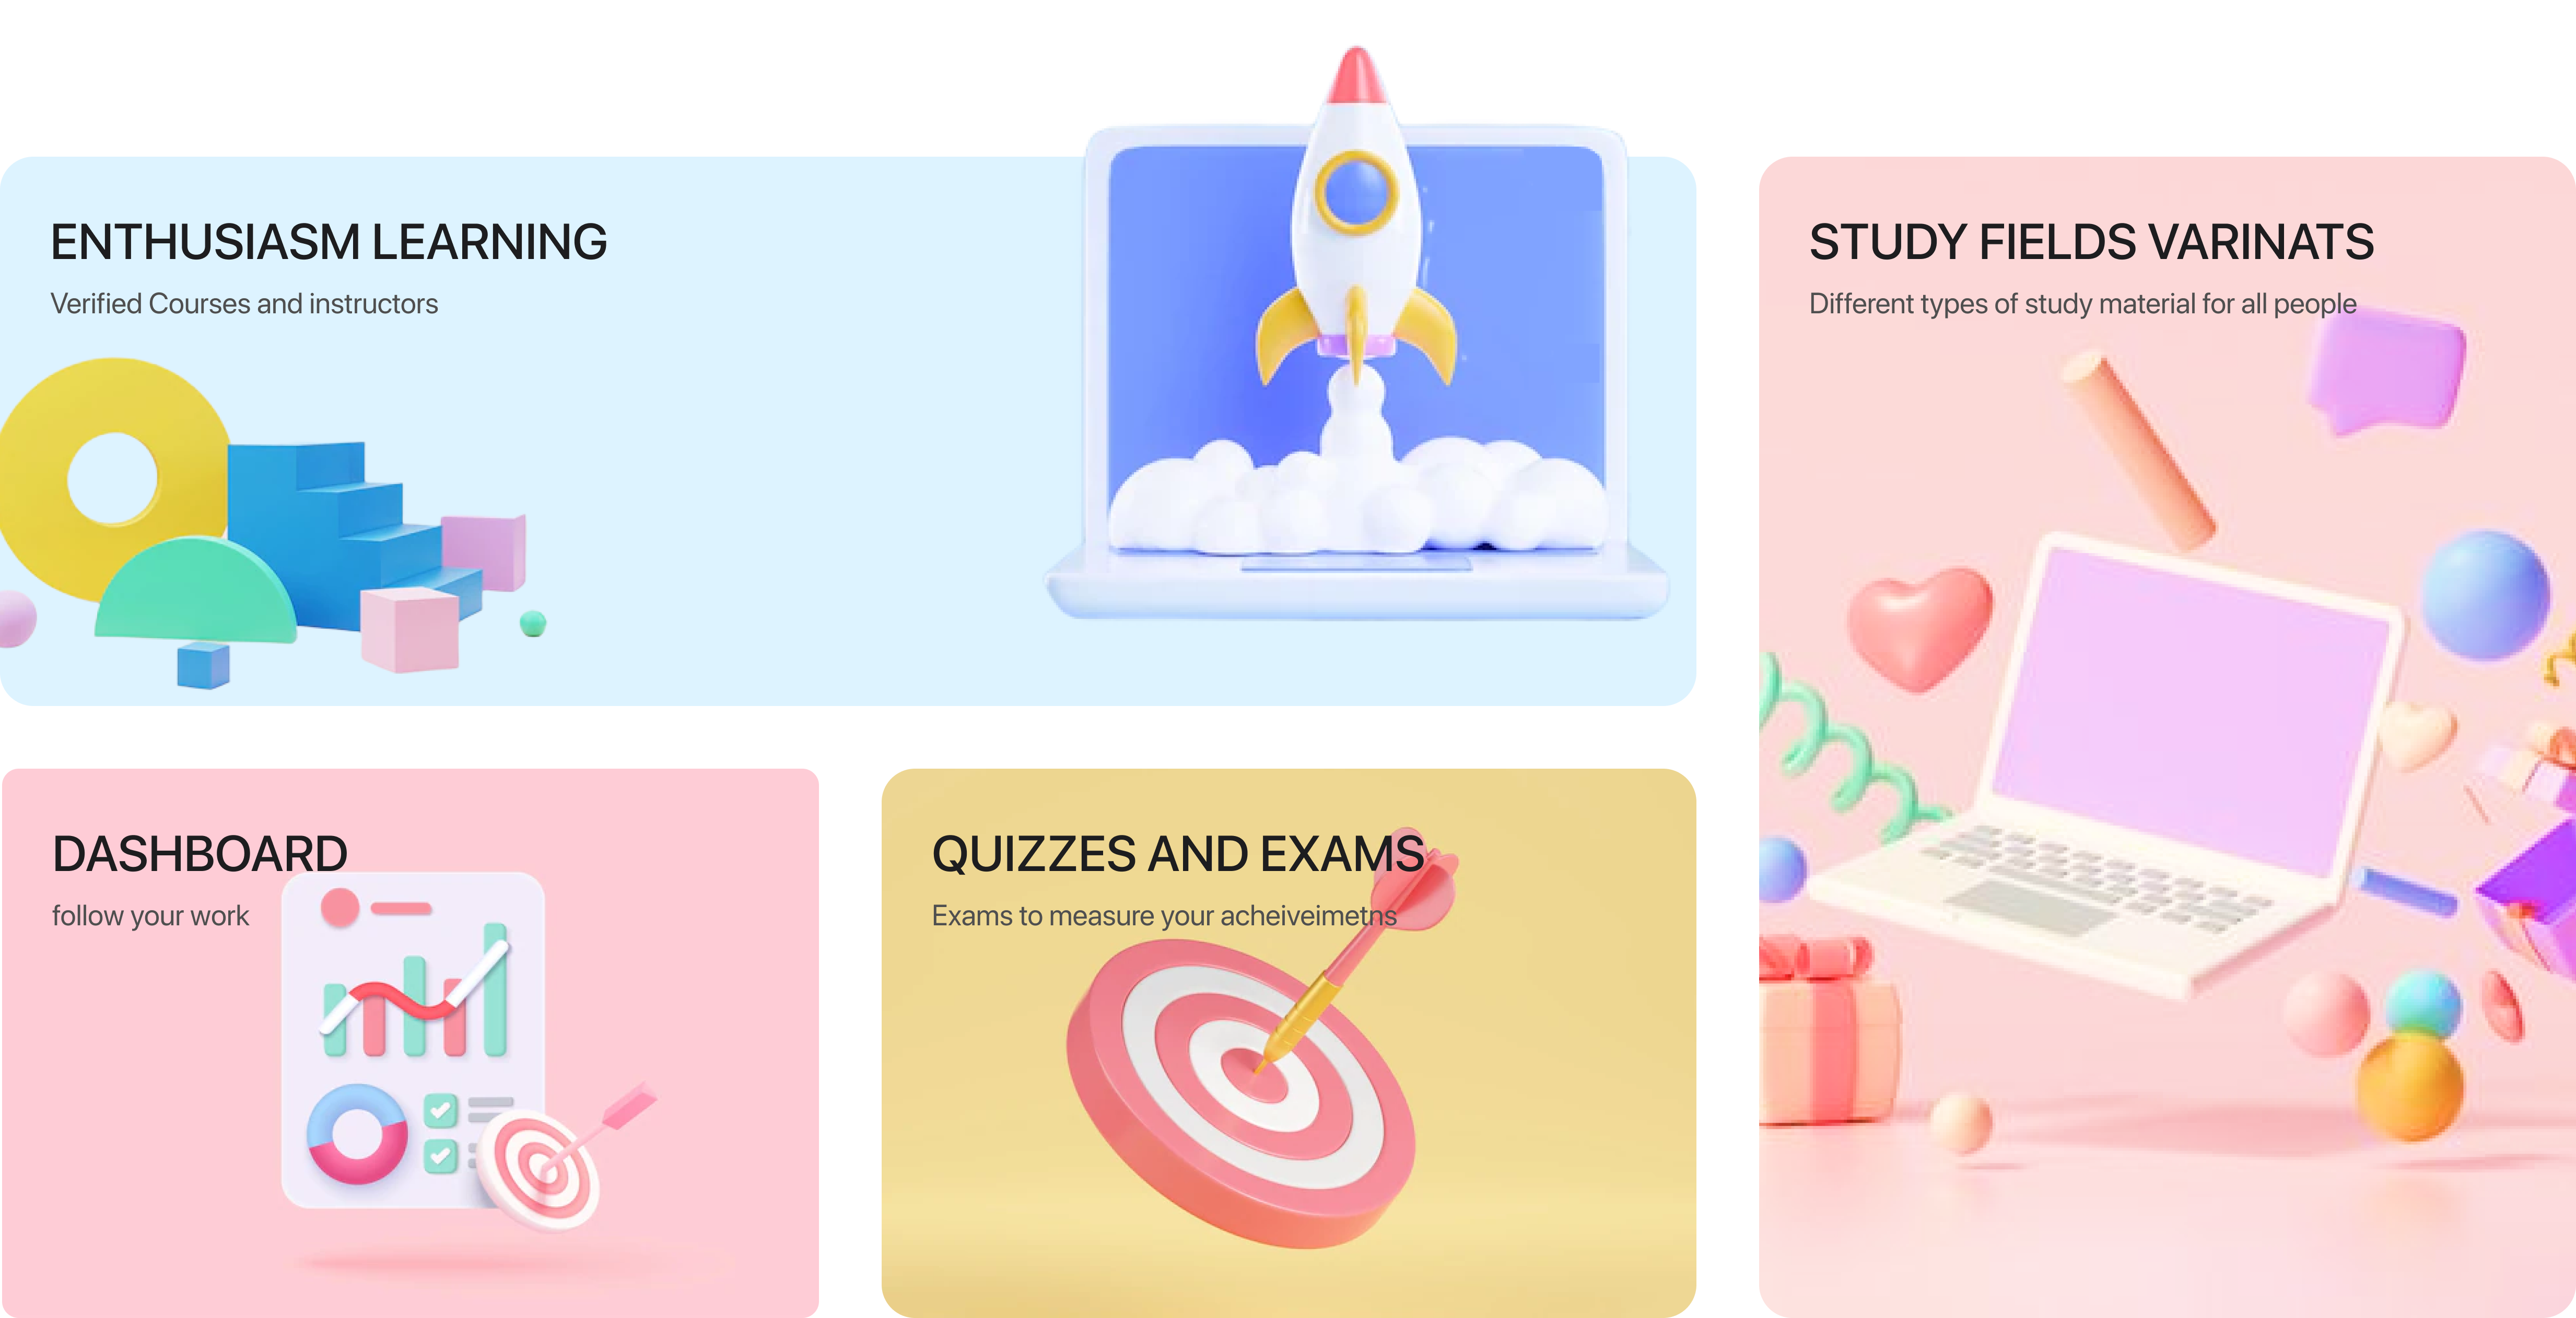 ENTHUSIASM LEARNING
Verified Courses and instructors
STUDY FIELDS VARINATS
Different types of study material for all people
DASHBOARD
follow your work
QUIZZES AND EXAMS
Exams to measure your acheiveimetns